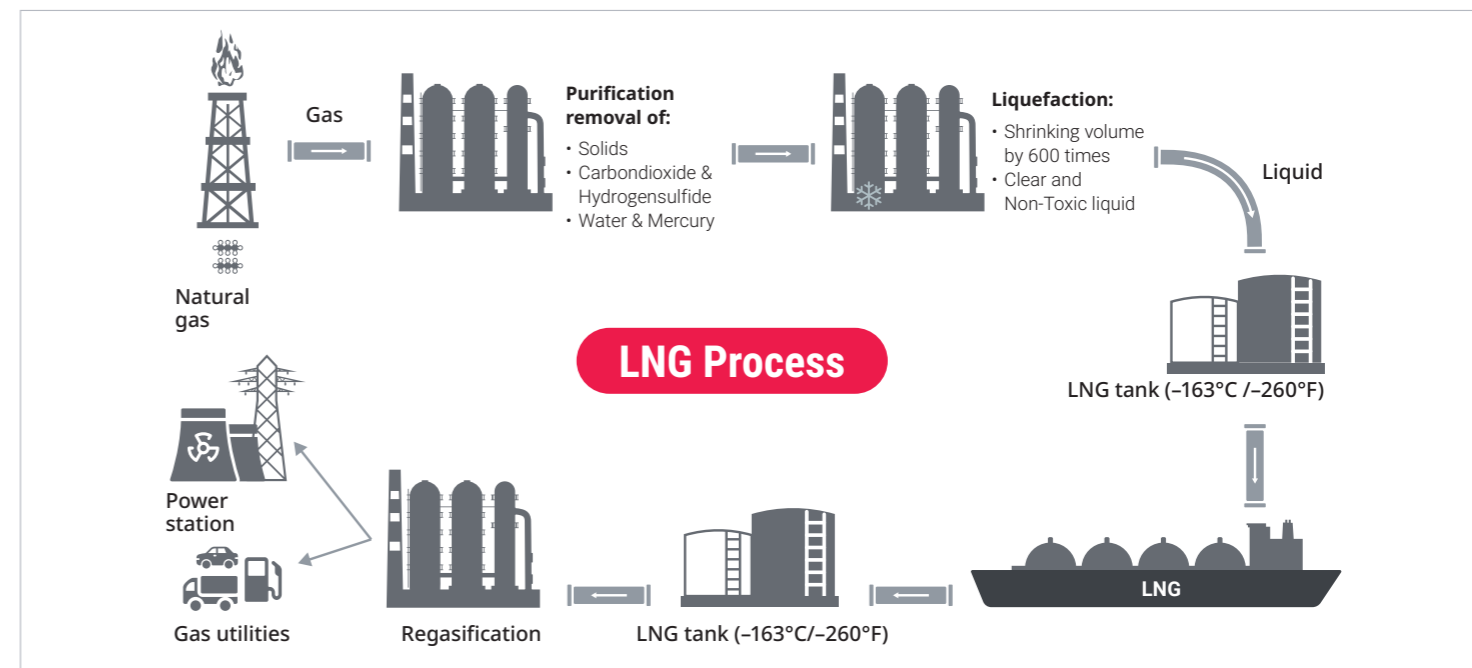 Gas
Purification
removal of:
• Solids
• Carbondioxide &
Hydrogensulfide
• Water & Mercury
Liquefaction:
• Shrinking volume
by 600 times
• Clear and
Non-Toxic liquid
Liquid
Natural
gas
LNG Process
LNG tank (–163°C /–260°F)
Power
station
Gas utilities
Regasification
LNG tank (–163°C/–260°F)
LNG